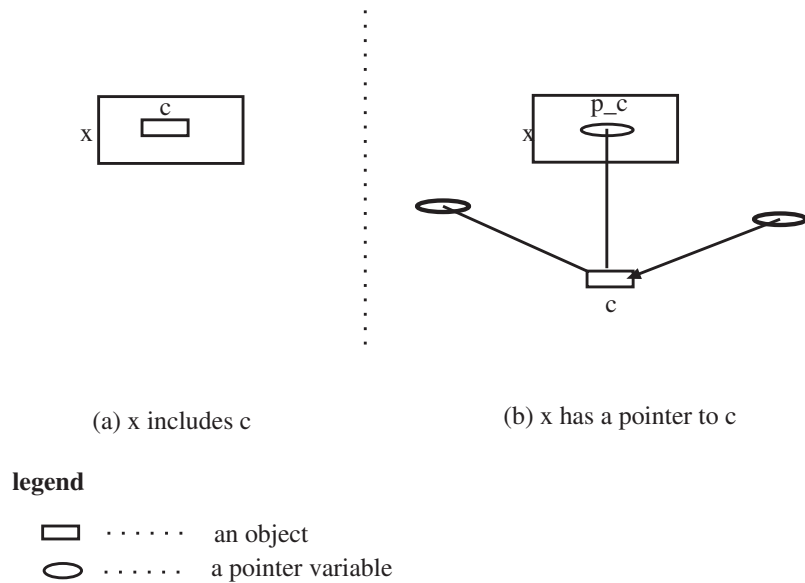 c
x
p_c
x
c
(a) x includes c
(b) x has a pointer to c
legend
. . . . . . an object
. . . . . . a pointer variable